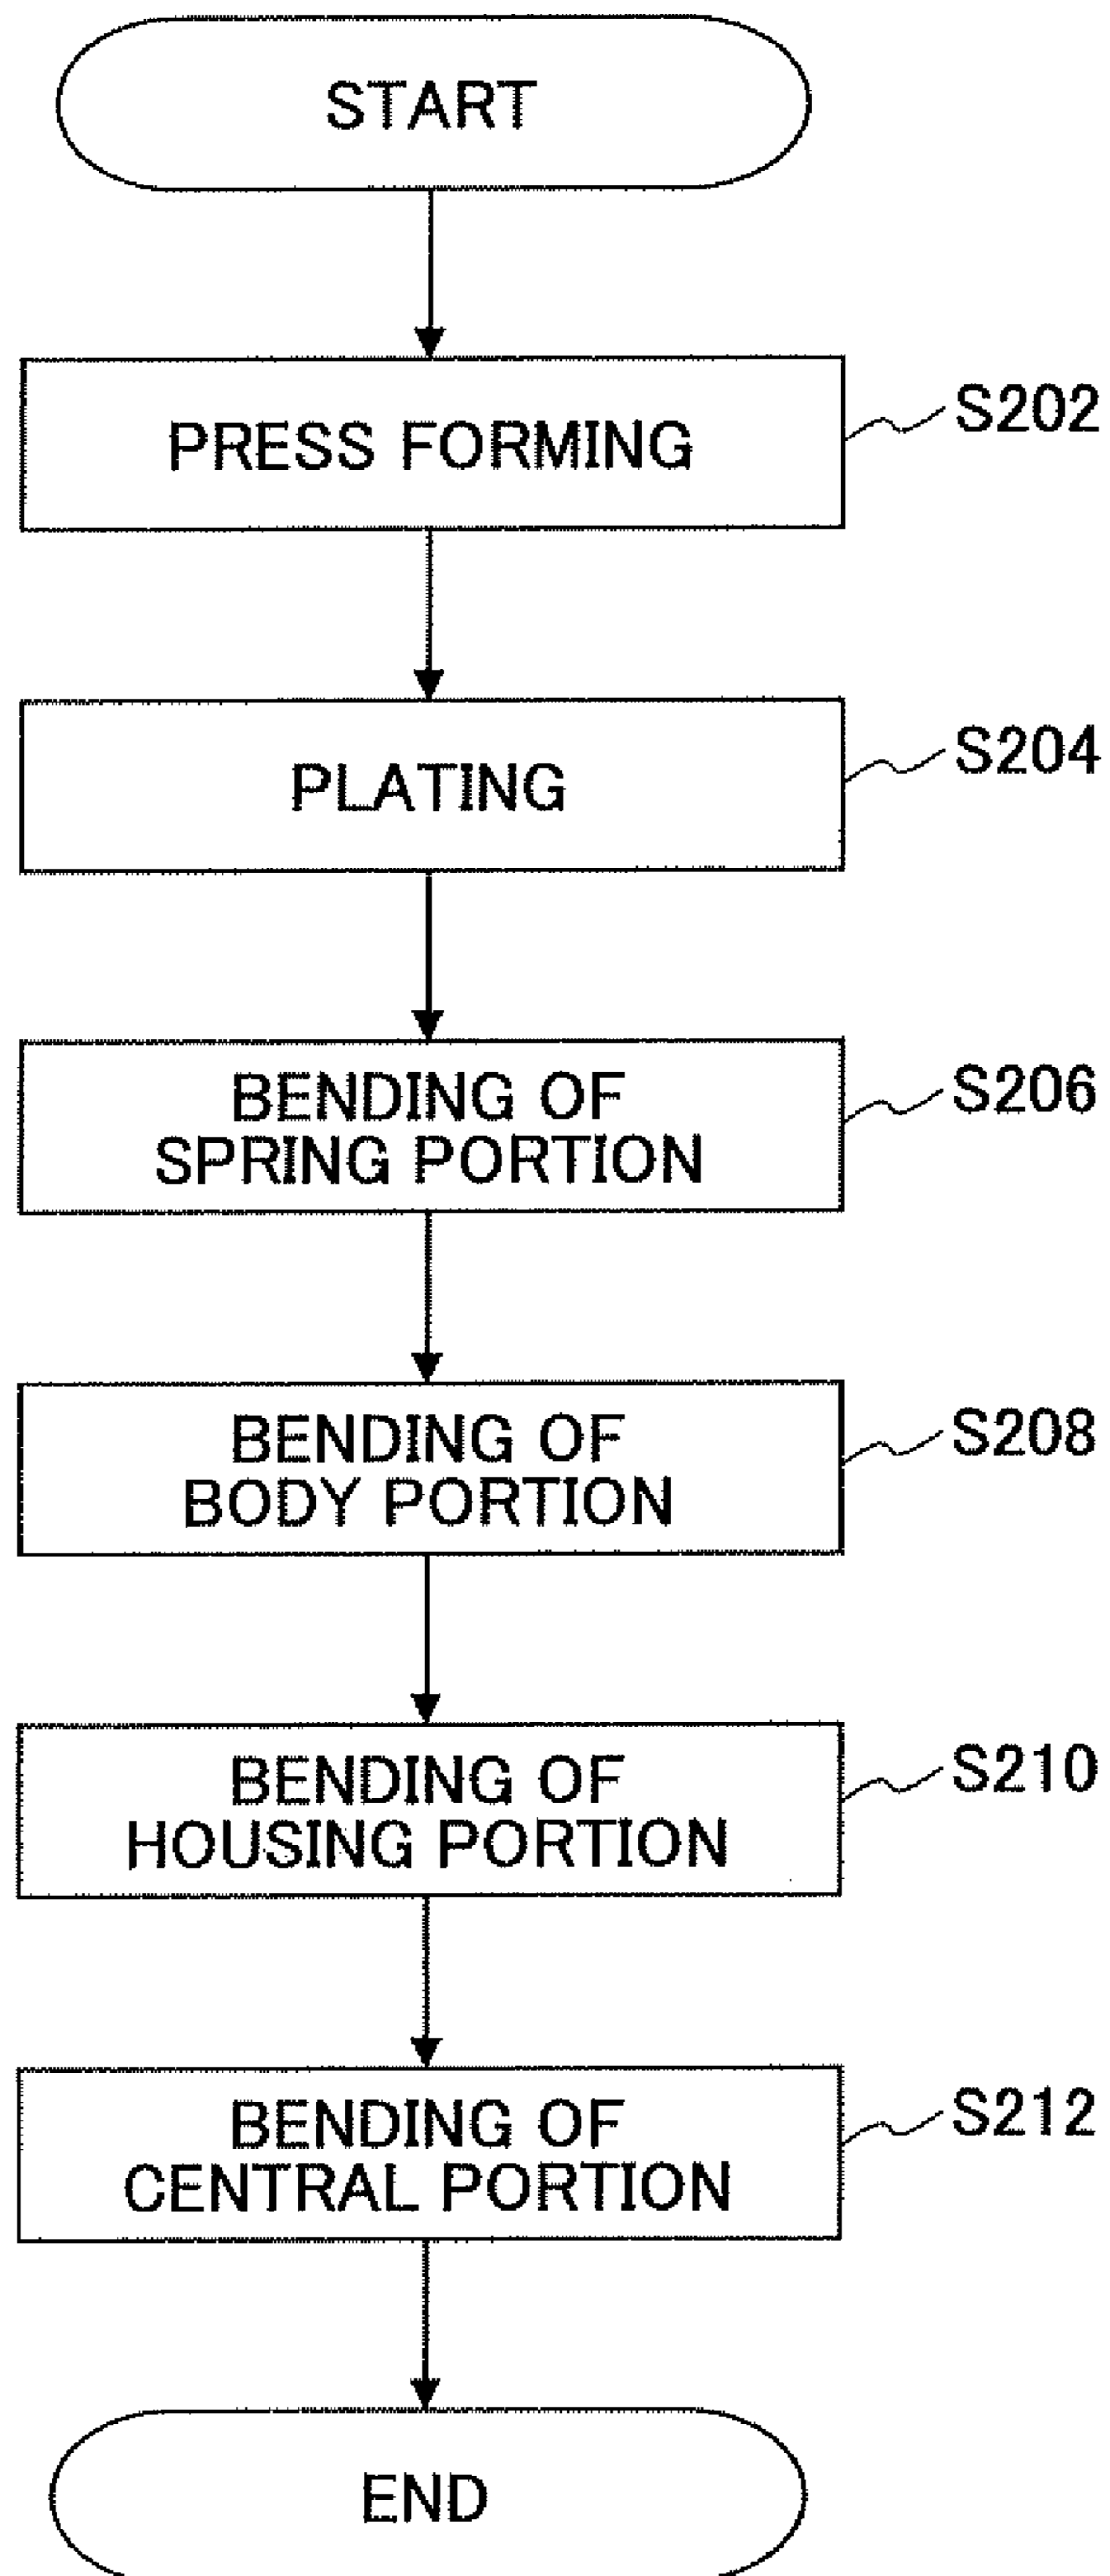 START
PRESS FORMING
S202
PLATING
S204
BENDING OF
SPRING PORTION
S206
BENDING OF
BODY PORTION
S208
BENDING OF
HOUSING PORTION
S210
BENDING OF
CENTRAL PORTION
S212
END